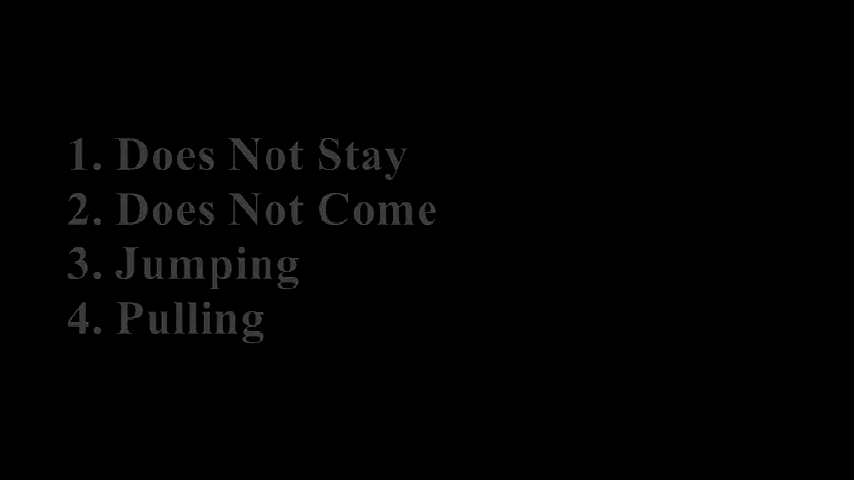 1. Does Not Stay
2. Does Not Come
3. Jumping
4. Pulling